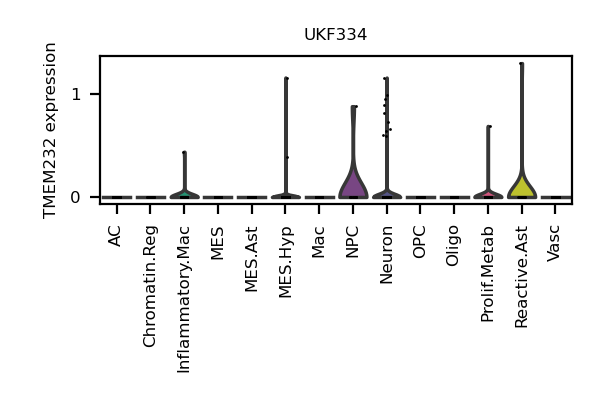 UKF334
TMEM232 expression
1
0
AC
Chromatin.Reg
Inflammatory.Mac
MES
MES.Ast
MES.Hyp
Mac
NPC
Neuron
OPC
Oligo
Prolif.Metab
Reactive.Ast
Vasc